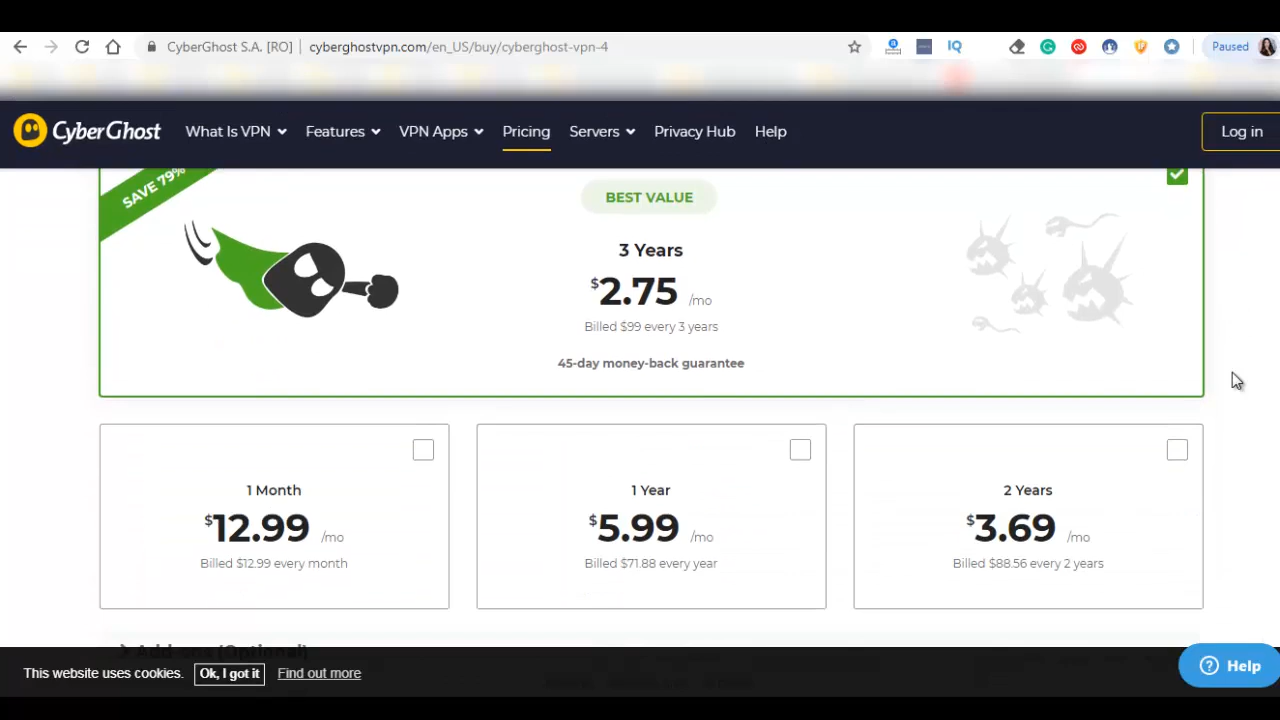 CyberGhost S.A. [RO] cyberghostvpn.com/en_US/buy/cyberghost-vpn-4 IQ Paused
CyberGhost What Is VPN Features VPN Apps Pricing Servers Privacy Hub Help Log in
SAVE 79%
BEST VALUE
3 Years
$2.75 /mo
Billed $99 every 3 years
45-day money-back guarantee
1 Month
$12.99 /mo
Billed $12.99 every month
1 Year
$5.99 /mo
Billed $71.88 every year
2 Years
$3.69 /mo
Billed $88.56 every 2 years
Add-ons (Optional)
This website uses cookies. Ok, I got it Find out more
Help